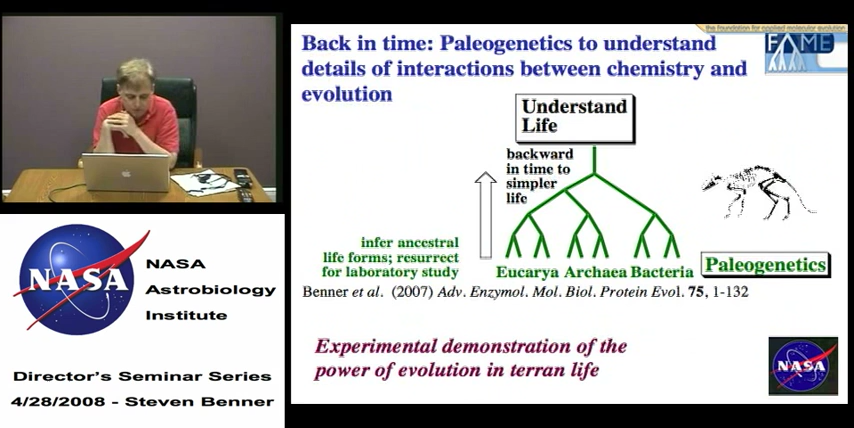 the foundation for applied molecular evolution
FAME
Back in time: Paleogenetics to understand
details of interactions between chemistry and
evolution
Understand
Life
backward
in time to
simpler
life
infer ancestral
life forms; resurrect
for laboratory study
Eucarya Archaea Bacteria
Paleogenetics
Benner et al. (2007) Adv. Enzymol. Mol. Biol. Protein Evol. 75, 1-132
Experimental demonstration of the
power of evolution in terran life
NASA
NASA
NASA
Astrobiology
Institute
Director's Seminar Series
4/28/2008 - Steven Benner